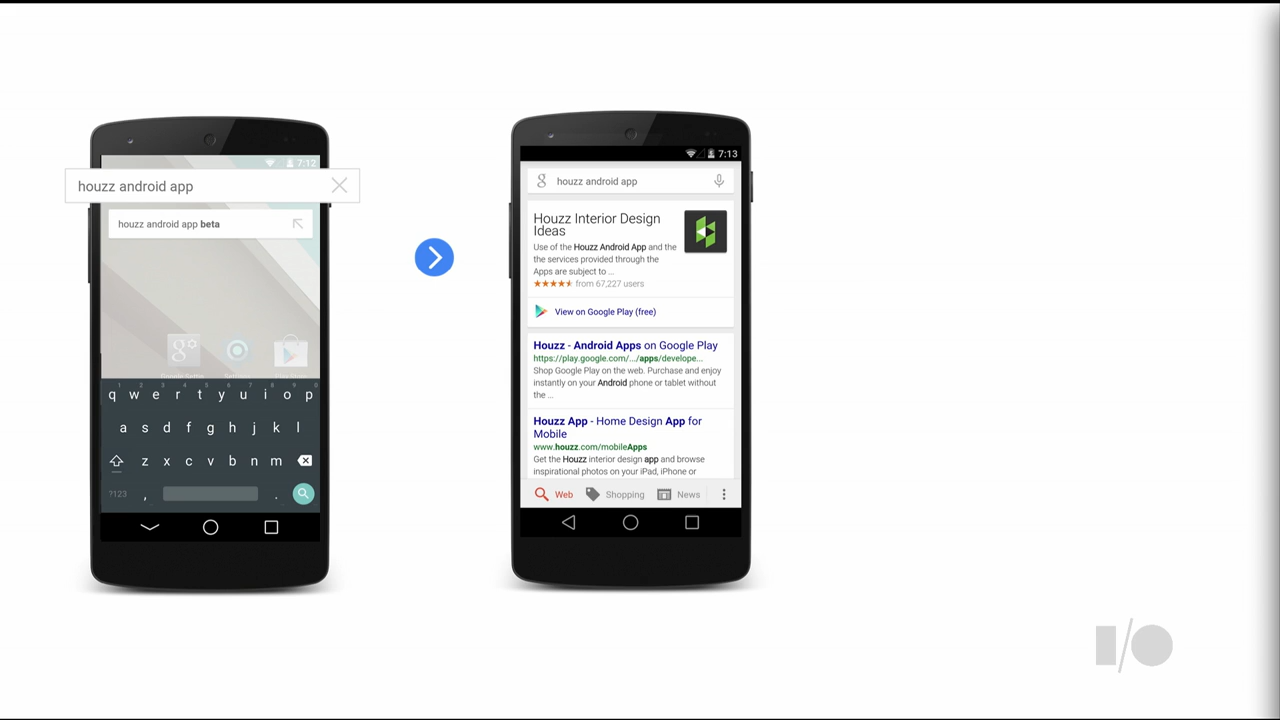 7:12
houzz android app
houzz android app beta
q w e r t y u i o p
a s d f g h j k l
z x c v b n m
?123 , .
7:13
houzz android app
Houzz Interior Design
Ideas
Use of the Houzz Android App and the
the services provided through the
Apps are subject to ...
from 67,227 users
View on Google Play (free)
Houzz - Android Apps on Google Play
https://play.google.com/.../apps/develope...
Shop Google Play on the web. Purchase and enjoy
instantly on your Android phone or tablet without
the ...
Houzz App - Home Design App for
Mobile
www.houzz.com/mobileApps
Get the Houzz interior design app and browse
inspirational photos on your iPad, iPhone or
Web Shopping News
I/O